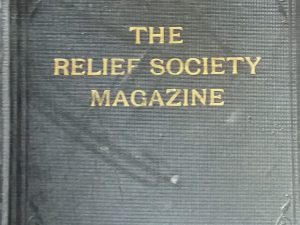 THE
RELIEF SOCIETY
MAGAZINE